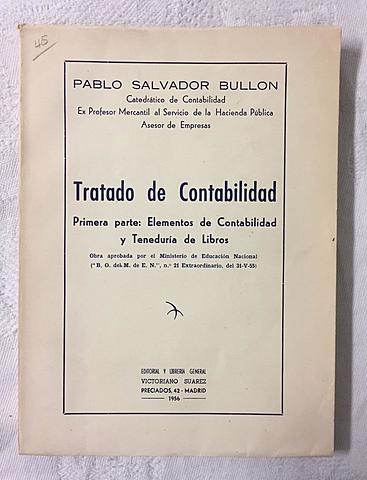 45
PABLO SALVADOR BULLON
Catedrático de Contabilidad
Ex Profesor Mercantil al Servicio de la Hacienda Pública
Asesor de Empresas
Tratado de Contabilidad
Primera parte: Elementos de Contabilidad
y Teneduría de Libros
Obra aprobada por el Ministerio de Educación Nacional
("B. O. del M. de E. N.", n.º 21 Extraordinario, del 31-V-55)
EDITORIAL Y LIBRERIA GENERAL
VICTORIANO SUAREZ
PRECIADOS, 42 - MADRID
1956